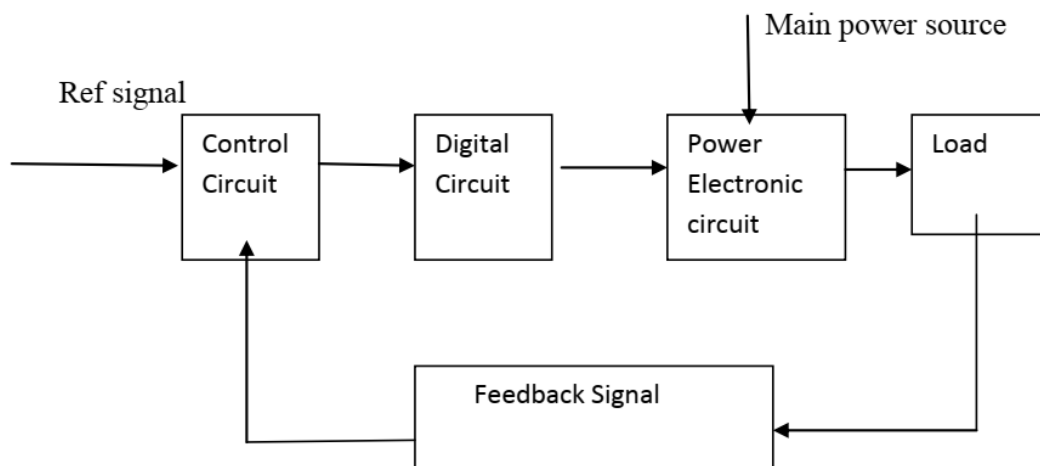 Main power source
Ref signal
Control
Circuit
Digital
Circuit
Power
Electronic
circuit
Load
Feedback Signal